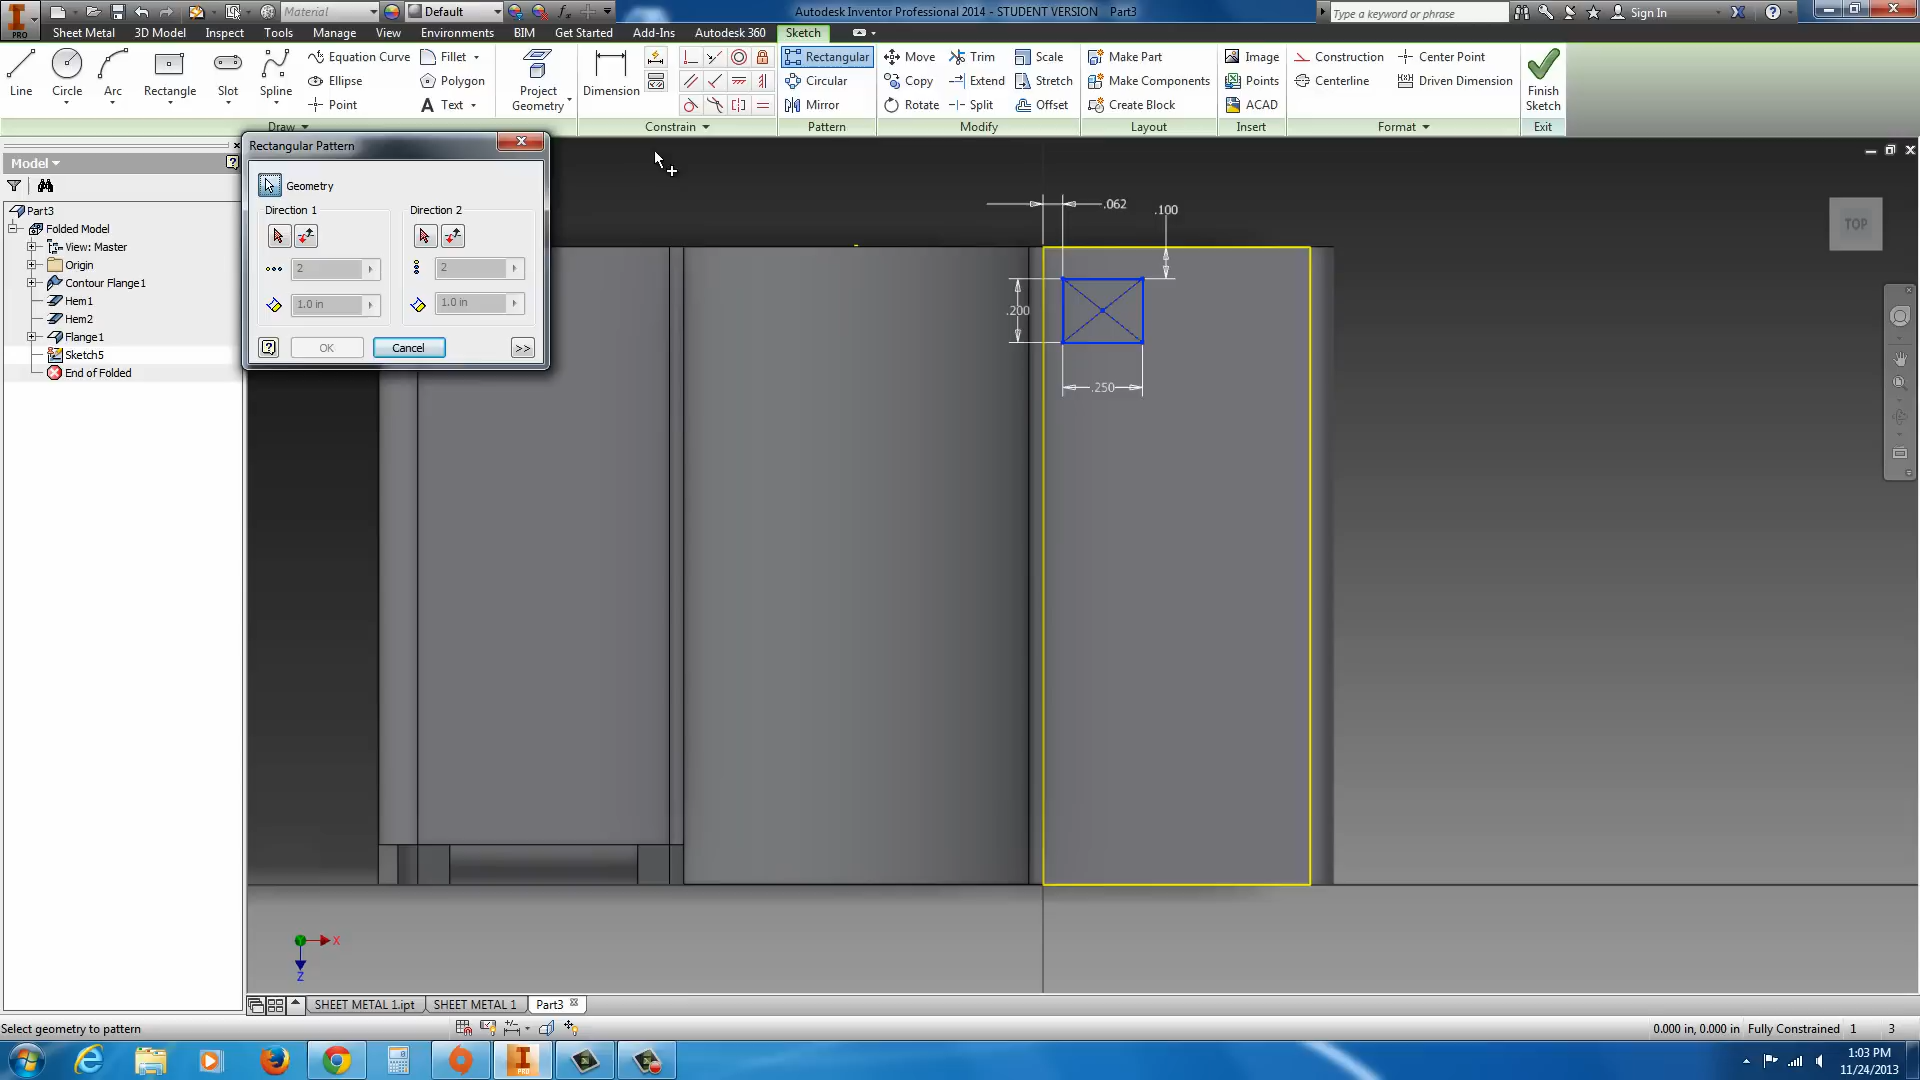 Material
Default
Autodesk Inventor Professional 2014 - STUDENT VERSION Part3
Type a keyword or phrase
Sign In
PRO
Sheet Metal 3D Model Inspect Tools Manage View Environments BIM Get Started Add-Ins Autodesk 360 Sketch
Line Circle Arc Rectangle Slot Spline
Equation Curve Fillet
Ellipse Polygon
Point Text
Project Geometry
Dimension
Rectangular
Circular
Mirror
Move Trim Scale
Copy Extend Stretch
Rotate Split Offset
Make Part
Make Components
Create Block
Image
Points
ACAD
Construction Center Point
Centerline Driven Dimension
Finish Sketch
Draw Constrain Pattern Modify Layout Insert Format Exit
Model
Part3
Folded Model
View: Master
Origin
Contour Flange1
Hem1
Hem2
Flange1
Sketch5
End of Folded
Rectangular Pattern
Geometry
Direction 1 Direction 2
2 2
1.0 in 1.0 in
OK Cancel >>
.062
.100
.200
.250
TOP
X
Z
SHEET METAL 1.ipt SHEET METAL 1 Part3
Select geometry to pattern
0.000 in, 0.000 in Fully Constrained 1 3
PRO
1:03 PM
11/24/2013